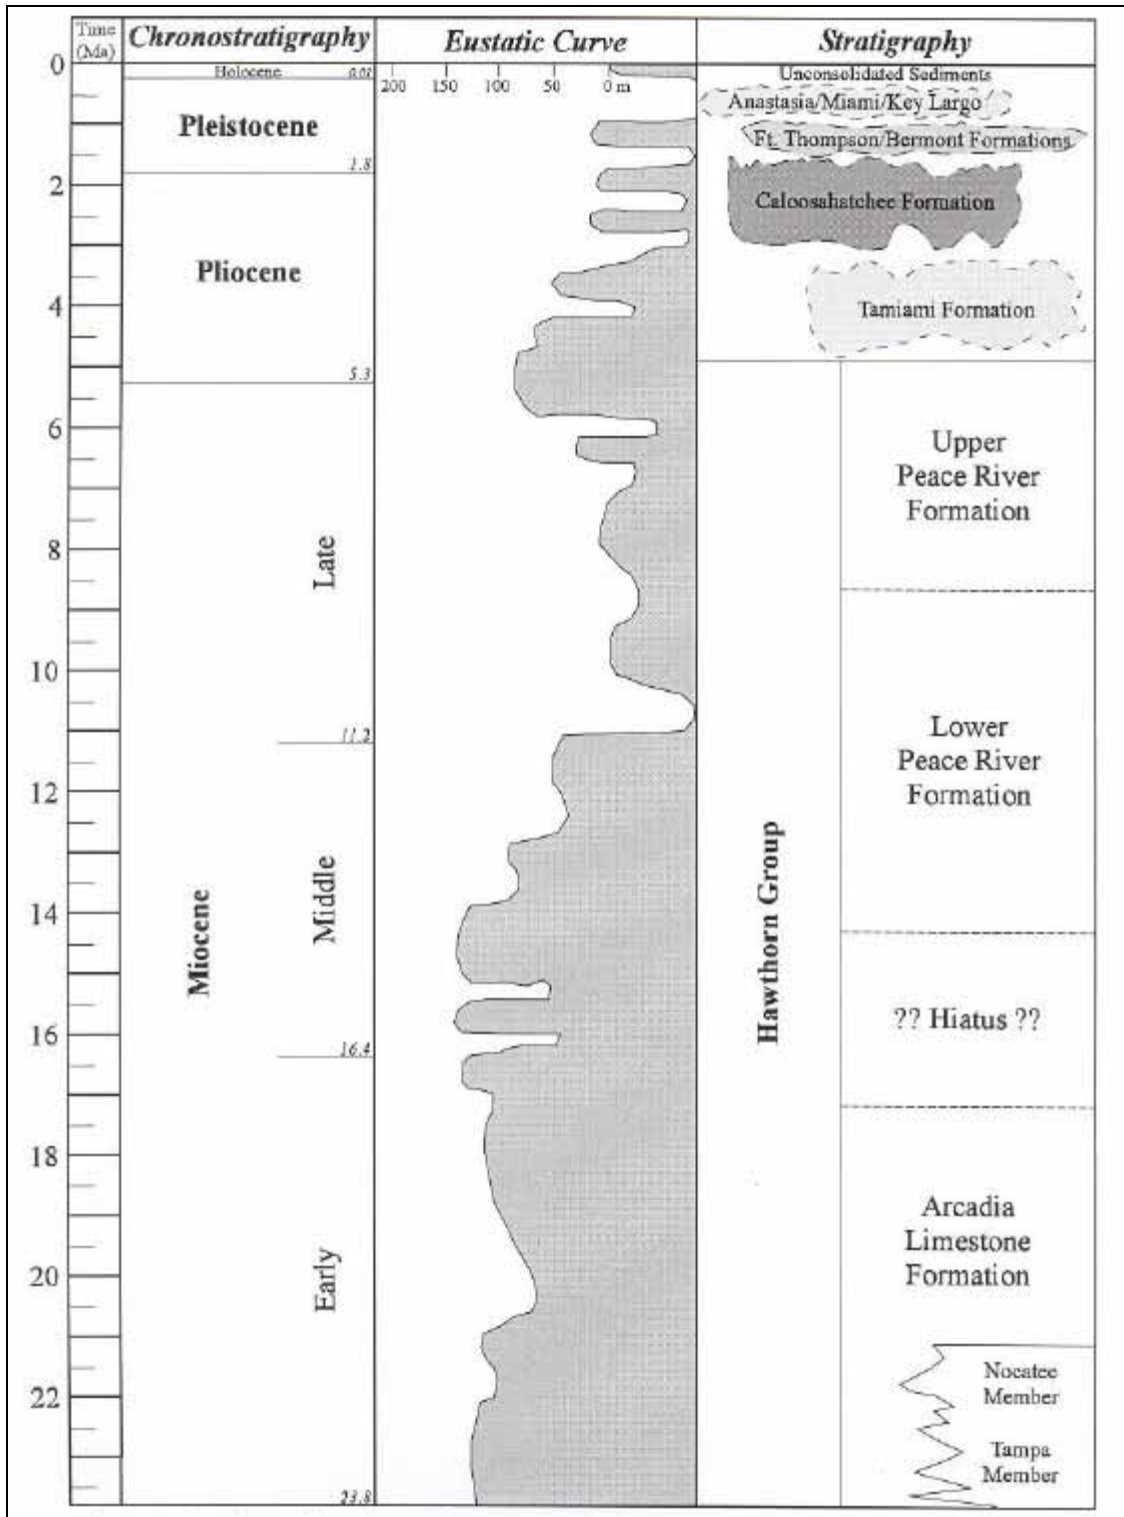 Time
(Ma)
Chronostratigraphy
Eustatic Curve
Stratigraphy
0
Holocene
0.01
200 150 100 50 0 m
Unconsolidated Sediments
Anastasia/Miami/Key Largo
Pleistocene
Ft. Thompson/Bermont Formations
1.8
2
Caloosahatchee Formation
Pliocene
4
Tamiami Formation
5.3
6
Upper
Peace River
Formation
8
Late
10
11.2
Lower
Peace River
Formation
12
Middle
14
Miocene
Hawthorn Group
?? Hiatus ??
16
16.4
18
Arcadia
Limestone
Formation
20
Early
Nocatee
Member
22
Tampa
Member
23.8